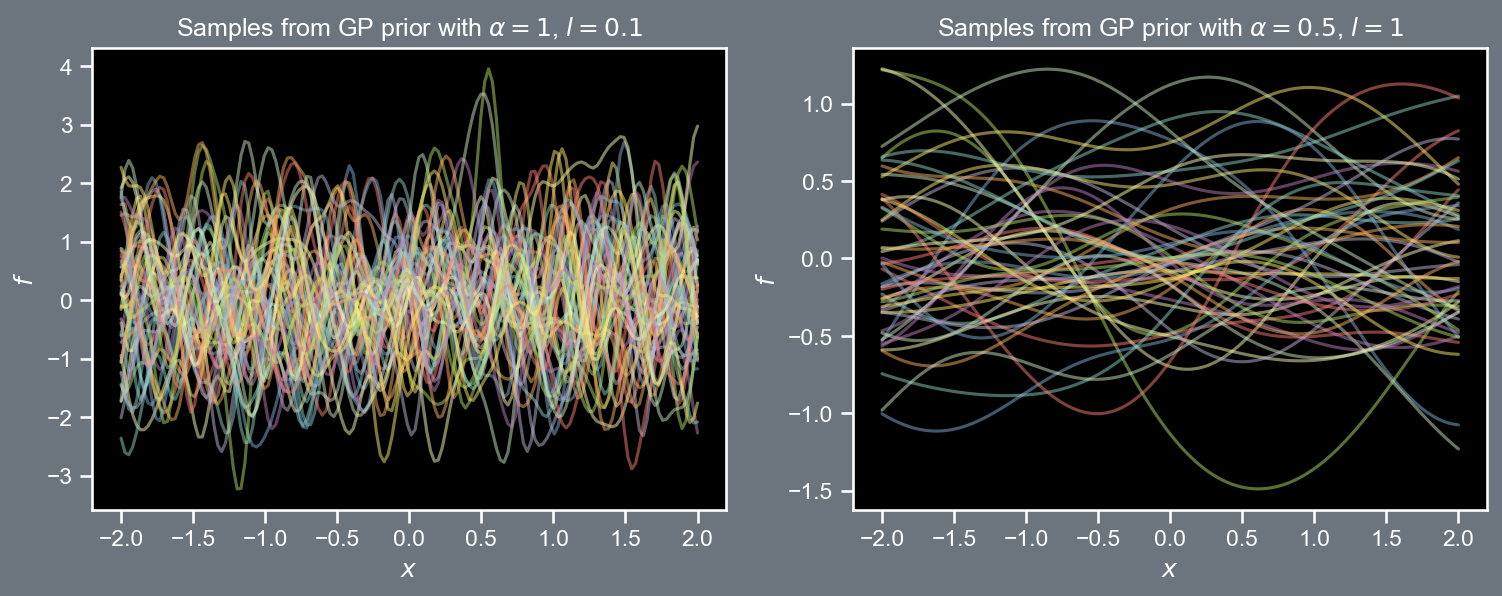 Samples from GP prior with α = 1, l = 0.1
4
3
2
1
0
−1
−2
−3
f
−2.0 −1.5 −1.0 −0.5 0.0 0.5 1.0 1.5 2.0
x
Samples from GP prior with α = 0.5, l = 1
1.0
0.5
0.0
−0.5
−1.0
−1.5
f
−2.0 −1.5 −1.0 −0.5 0.0 0.5 1.0 1.5 2.0
x